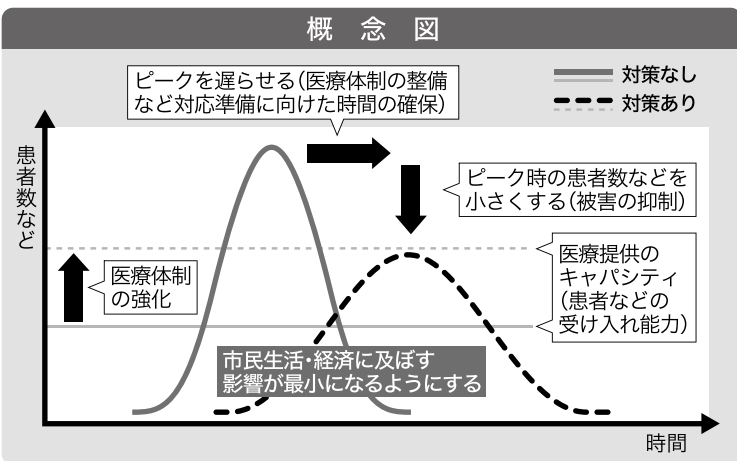 概念図
ピークを遅らせる(医療体制の整備
など対応準備に向けた時間の確保)
対策なし
対策あり
患者数など
ピーク時の患者数などを
小さくする(被害の抑制)
医療提供の
キャパシティ
(患者などの
受け入れ能力)
医療体制
の強化
市民生活・経済に及ぼす
影響が最小になるようにする
時間